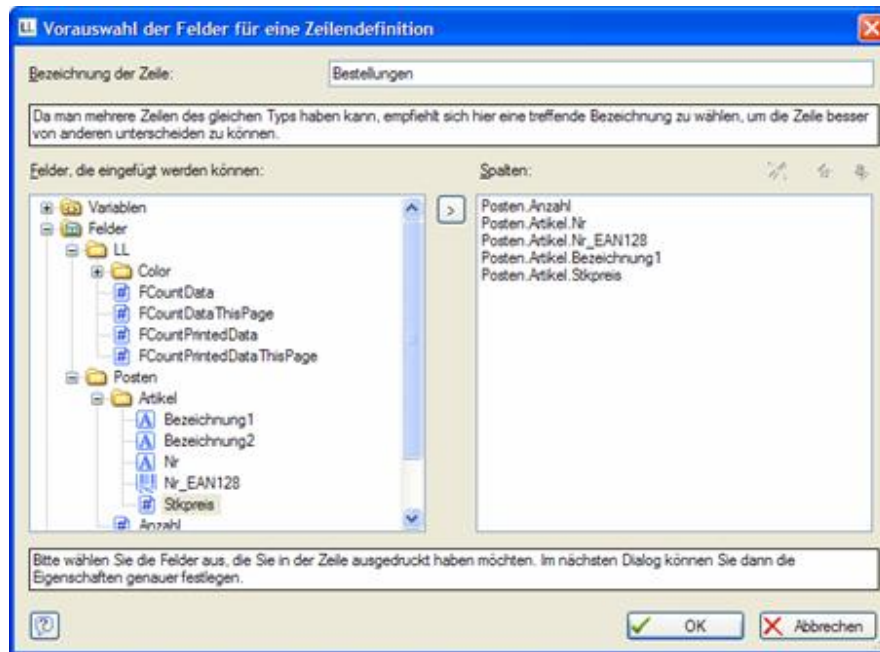 LL Vorauswahl der Felder für eine Zeilendefinition
Bezeichnung der Zeile: Bestellungen
Da man mehrere Zeilen des gleichen Typs haben kann, empfiehlt sich hier eine treffende Bezeichnung zu wählen, um die Zeile besser
von anderen unterscheiden zu können.
Felder, die eingefügt werden können:
Variablen
Felder
LL
Color
FCountData
FCountDataThisPage
FCountPrintedData
FCountPrintedDataThisPage
Posten
Artikel
Bezeichnung1
Bezeichnung2
Nr
Nr_EAN128
Stkpreis
Anzahl
>
Spalten:
Posten.Anzahl
Posten.Artikel.Nr
Posten.Artikel.Nr_EAN128
Posten.Artikel.Bezeichnung1
Posten.Artikel.Stkpreis
Bitte wählen Sie die Felder aus, die Sie in der Zeile ausgedruckt haben möchten. Im nächsten Dialog können Sie dann die
Eigenschaften genauer festlegen.
OK Abbrechen